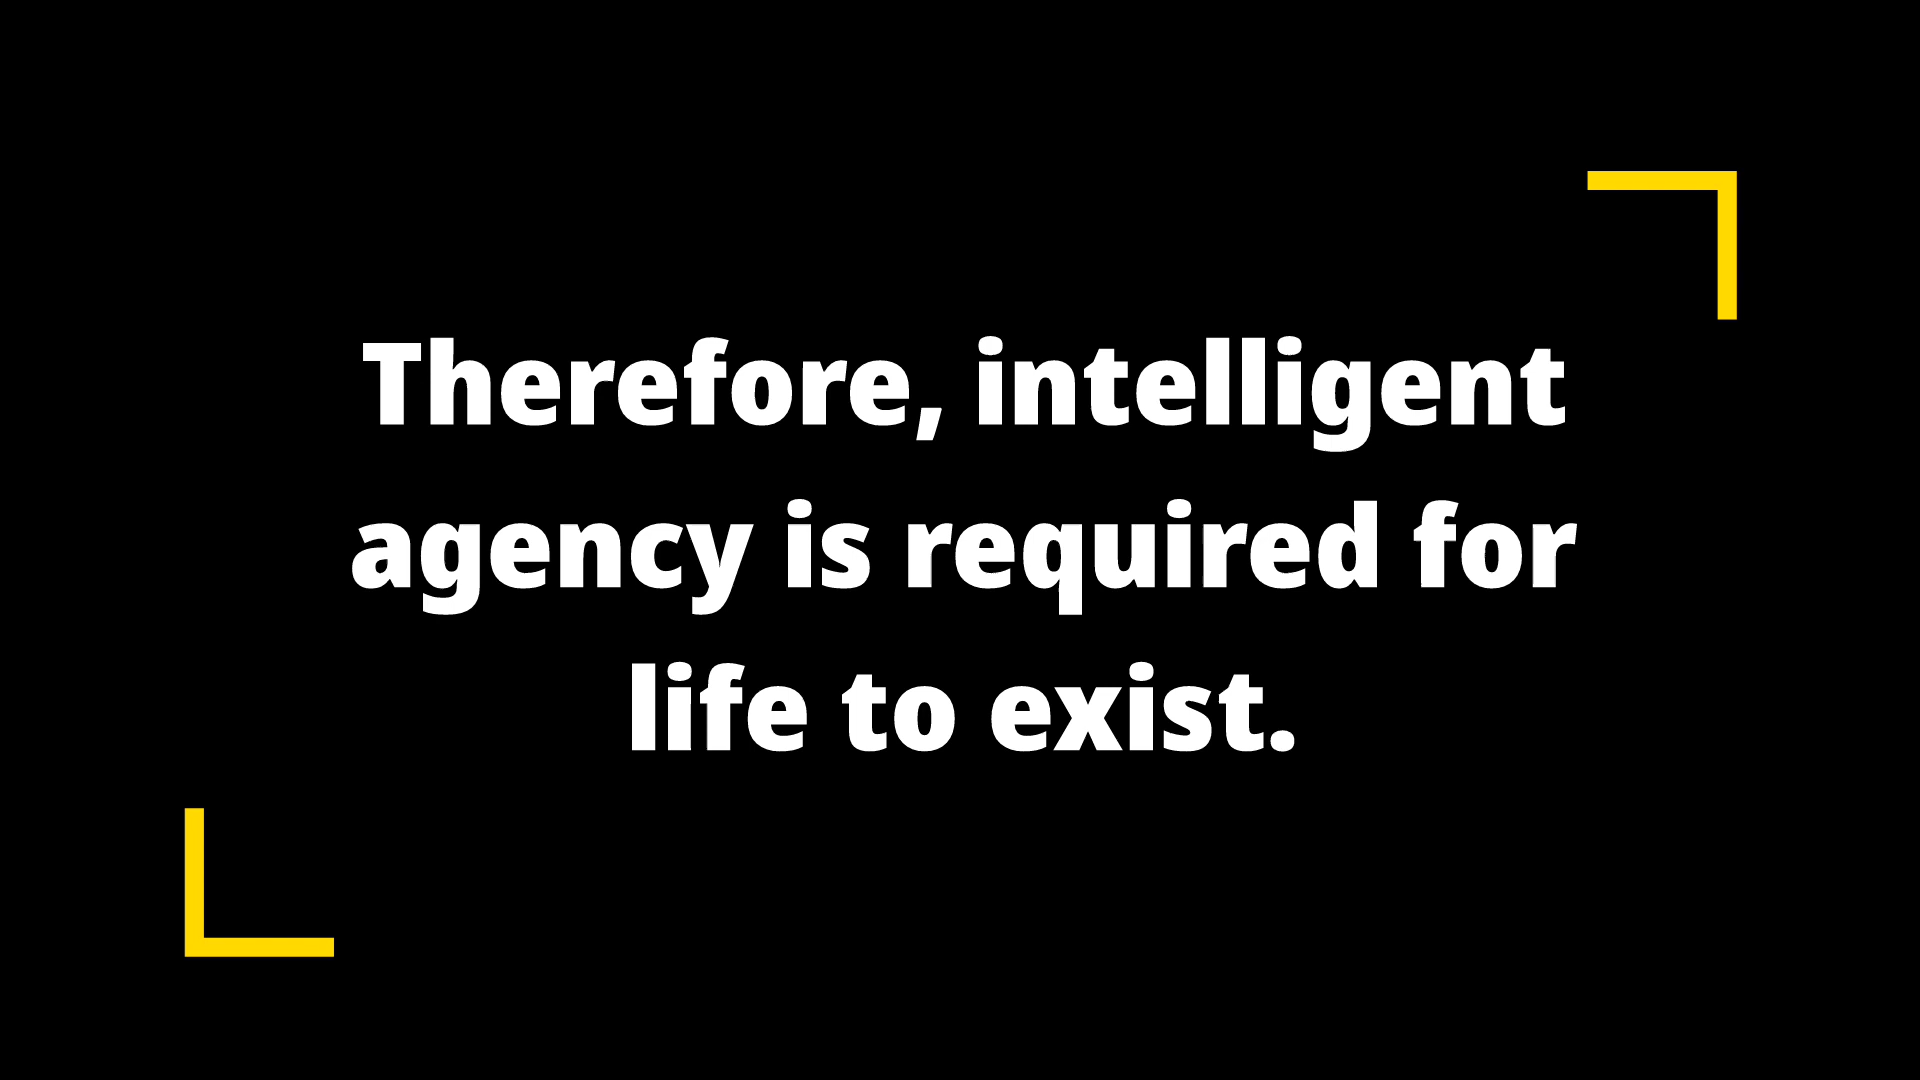 Therefore, intelligent
agency is required for
life to exist.